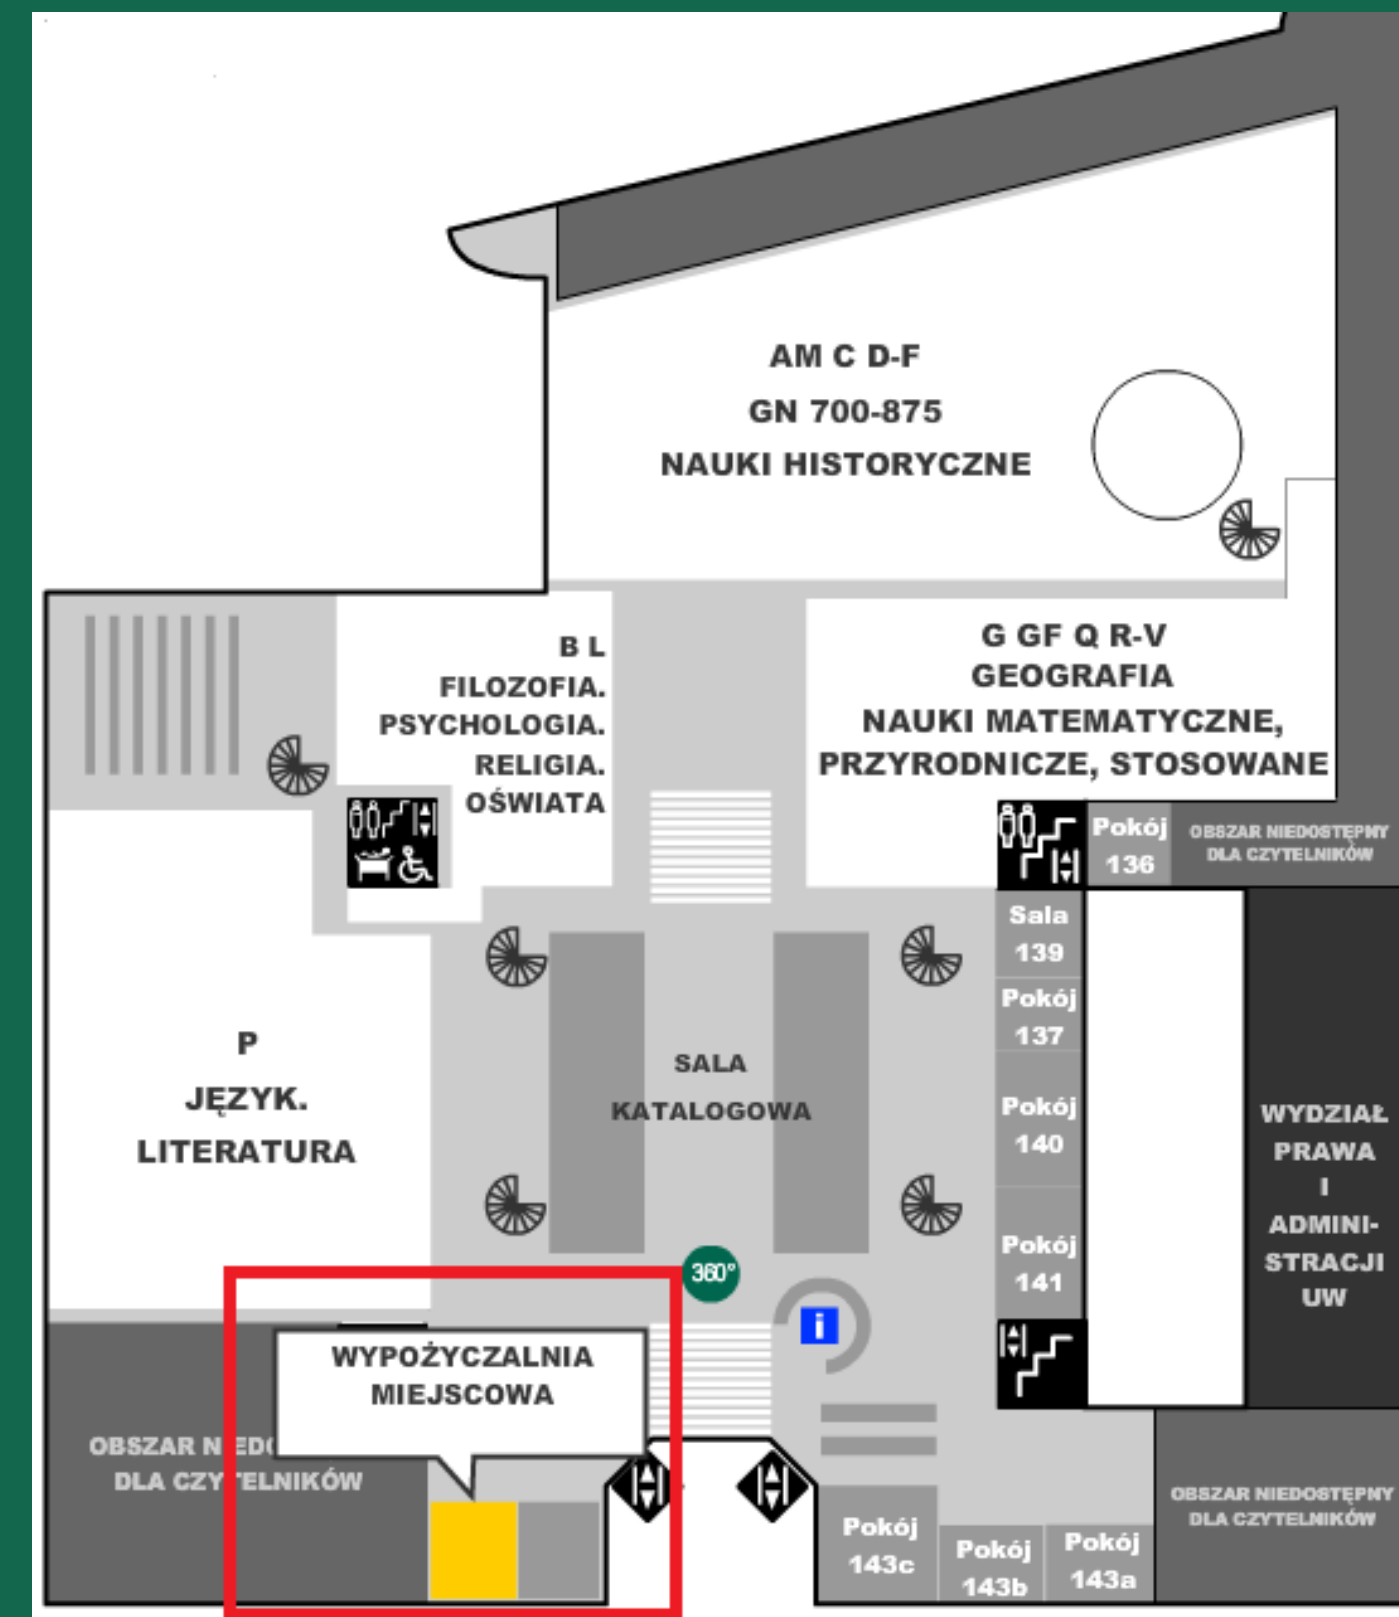 AM C D-F
GN 700-875
NAUKI HISTORYCZNE
B L
FILOZOFIA.
PSYCHOLOGIA.
RELIGIA.
OŚWIATA
G GF Q R-V
GEOGRAFIA
NAUKI MATEMATYCZNE,
PRZYRODNICZE, STOSOWANE
Pokój
136
OBSZAR NIEDOSTĘPNY
DLA CZYTELNIKÓW
Sala
139
Pokój
137
Pokój
140
Pokój
141
P
JĘZYK.
LITERATURA
SALA
KATALOGOWA
WYDZIAŁ
PRAWA
I
ADMINI-
STRACJI
UW
360°
i
WYPOŻYCZALNIA
MIEJSCOWA
OBSZAR
DLA CZYTELNIKÓW
Pokój
143c
Pokój
143b
Pokój
143a
OBSZAR NIEDOSTĘPNY
DLA CZYTELNIKÓW